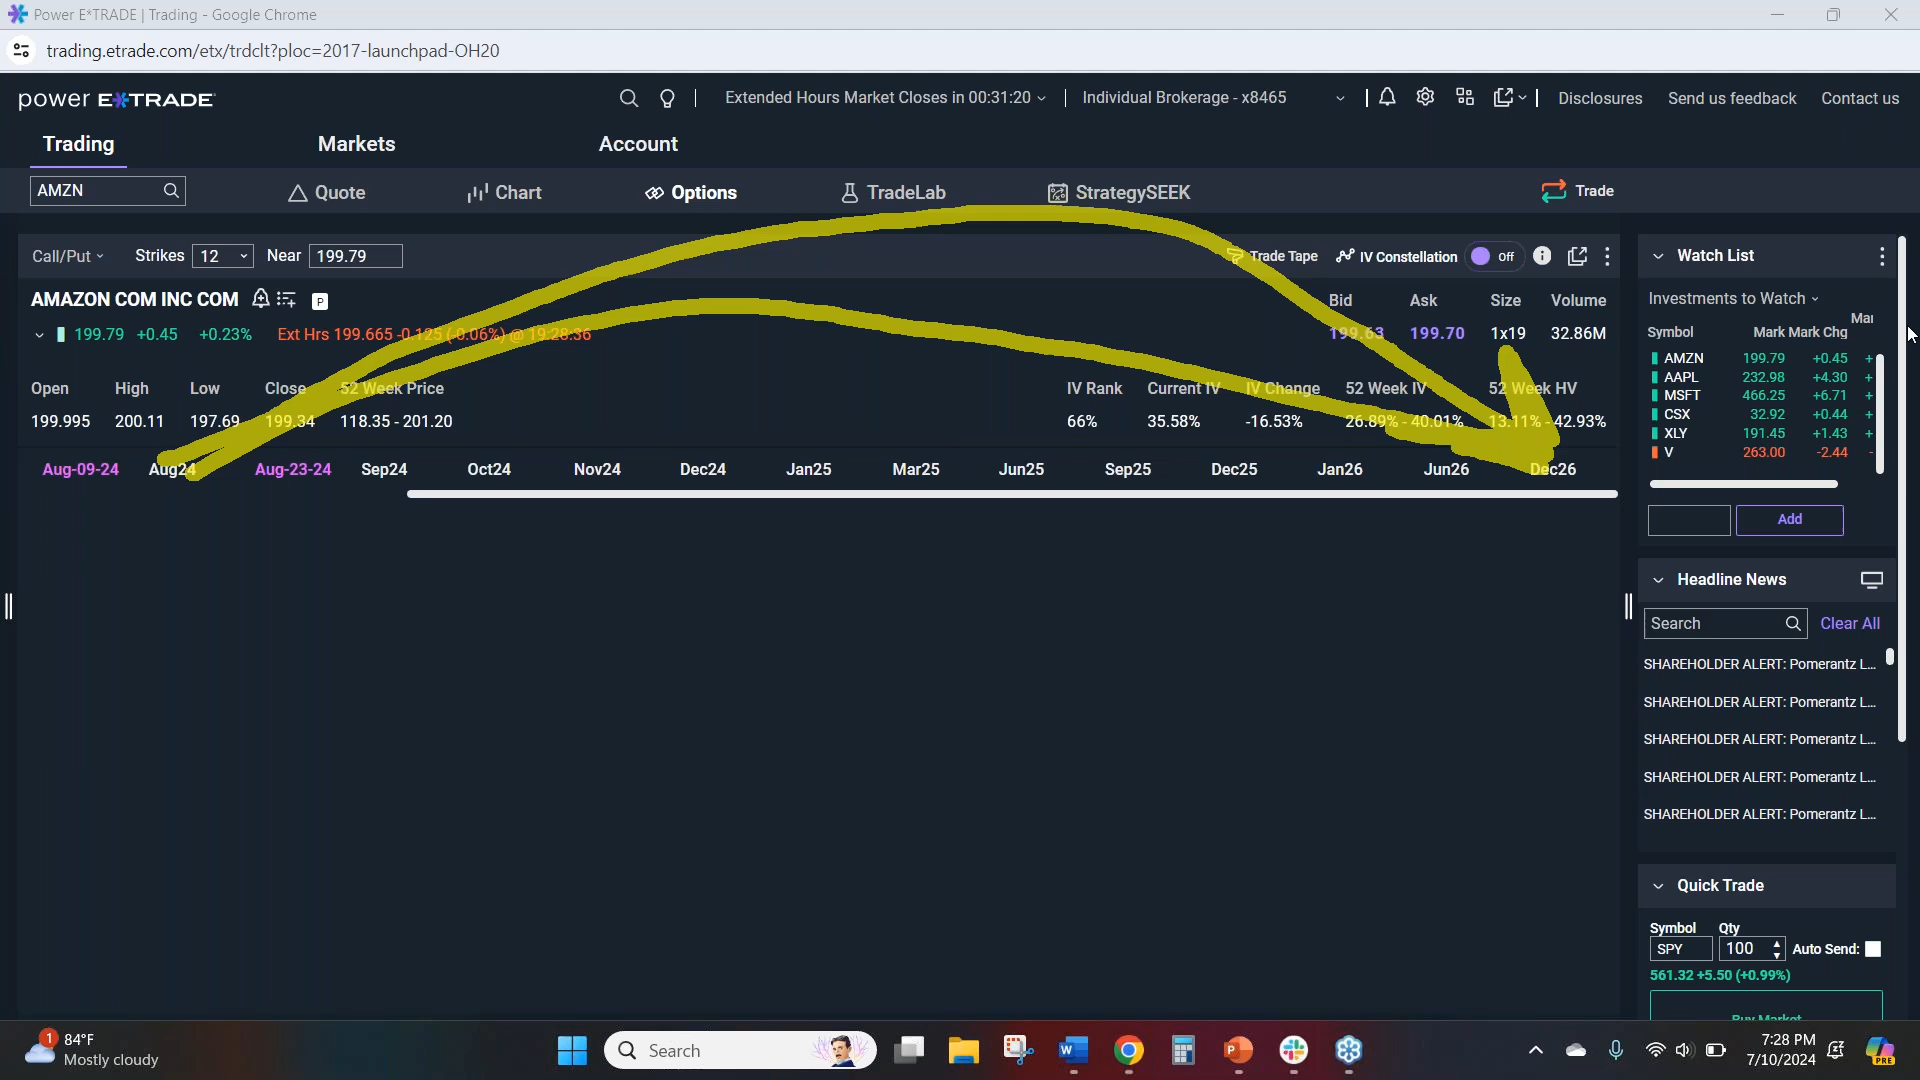 Power E*TRADE | Trading - Google Chrome
trading.etrade.com/etx/trdclt?ploc=2017-launchpad-OH20
power E*TRADE
Extended Hours Market Closes in 00:31:20
Individual Brokerage - x8465
Disclosures Send us feedback Contact us
Trading Markets Account
AMZN Quote Chart Options TradeLab StrategySEEK Trade
Call/Put Strikes 12 Near 199.79 Trade Tape IV Constellation Off
AMAZON COM INC COM P Bid Ask Size Volume
199.79 +0.45 +0.23% Ext Hrs 199.665 -0.125 (-0.06%) @ 19:28:36 199.63 199.70 1x19 32.86M
Open High Low Close 52 Week Price IV Rank Current IV IV Change 52 Week IV 52 Week HV
199.995 200.11 197.69 199.34 118.35 - 201.20 66% 35.58% -16.53% 26.89% - 40.01% 13.11% - 42.93%
Aug-09-24 Aug24 Aug-23-24 Sep24 Oct24 Nov24 Dec24 Jan25 Mar25 Jun25 Sep25 Dec25 Jan26 Jun26 Dec26
Watch List
Investments to Watch
Symbol Mark Mark Chg
AMZN 199.79 +0.45 +
AAPL 232.98 +4.30 +
MSFT 466.25 +6.71 +
CSX 32.92 +0.44 +
XLY 191.45 +1.43 +
V 263.00 -2.44 -
Add
Headline News
Search Clear All
SHAREHOLDER ALERT: Pomerantz L...
SHAREHOLDER ALERT: Pomerantz L...
SHAREHOLDER ALERT: Pomerantz L...
SHAREHOLDER ALERT: Pomerantz L...
SHAREHOLDER ALERT: Pomerantz L...
Quick Trade
Symbol Qty
SPY 100 Auto Send:
561.32 +5.50 (+0.99%)
Buy Market
1 84°F
Mostly cloudy
Search
7:28 PM
7/10/2024
PRE